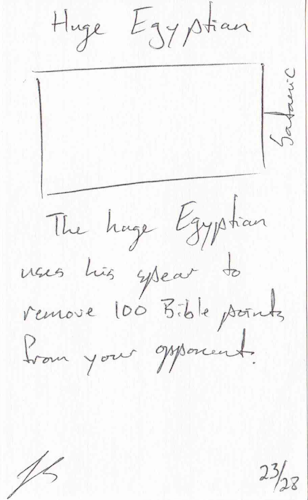 Huge Egyptian
Satanic
The huge Egyptian
uses his spear to
remove 100 Bible points
from your opponent.
23/28